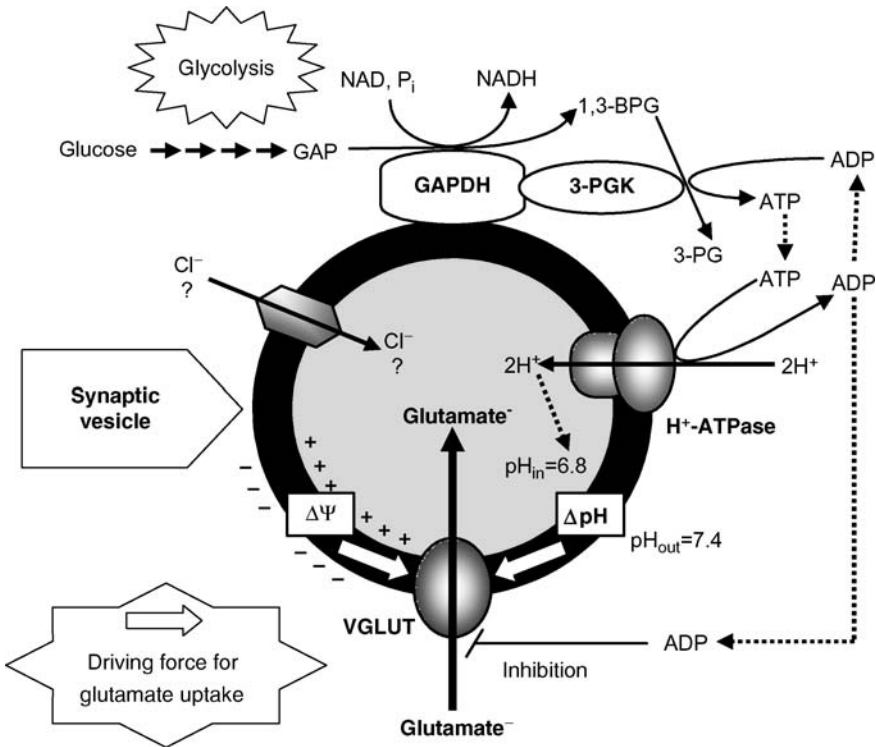 Glycolysis
NAD, Pi
NADH
1,3-BPG
Glucose
GAP
GAPDH
3-PGK
ADP
ATP
3-PG
ATP
ADP
Cl⁻
?
Cl⁻
?
2H⁺
2H⁺
H⁺-ATPase
Synaptic
vesicle
Glutamate⁻
pHin=6.8
+ + + + + + +
− − − − − −
ΔΨ
ΔpH
pHout=7.4
VGLUT
ADP
Inhibition
Driving force for
glutamate uptake
Glutamate⁻